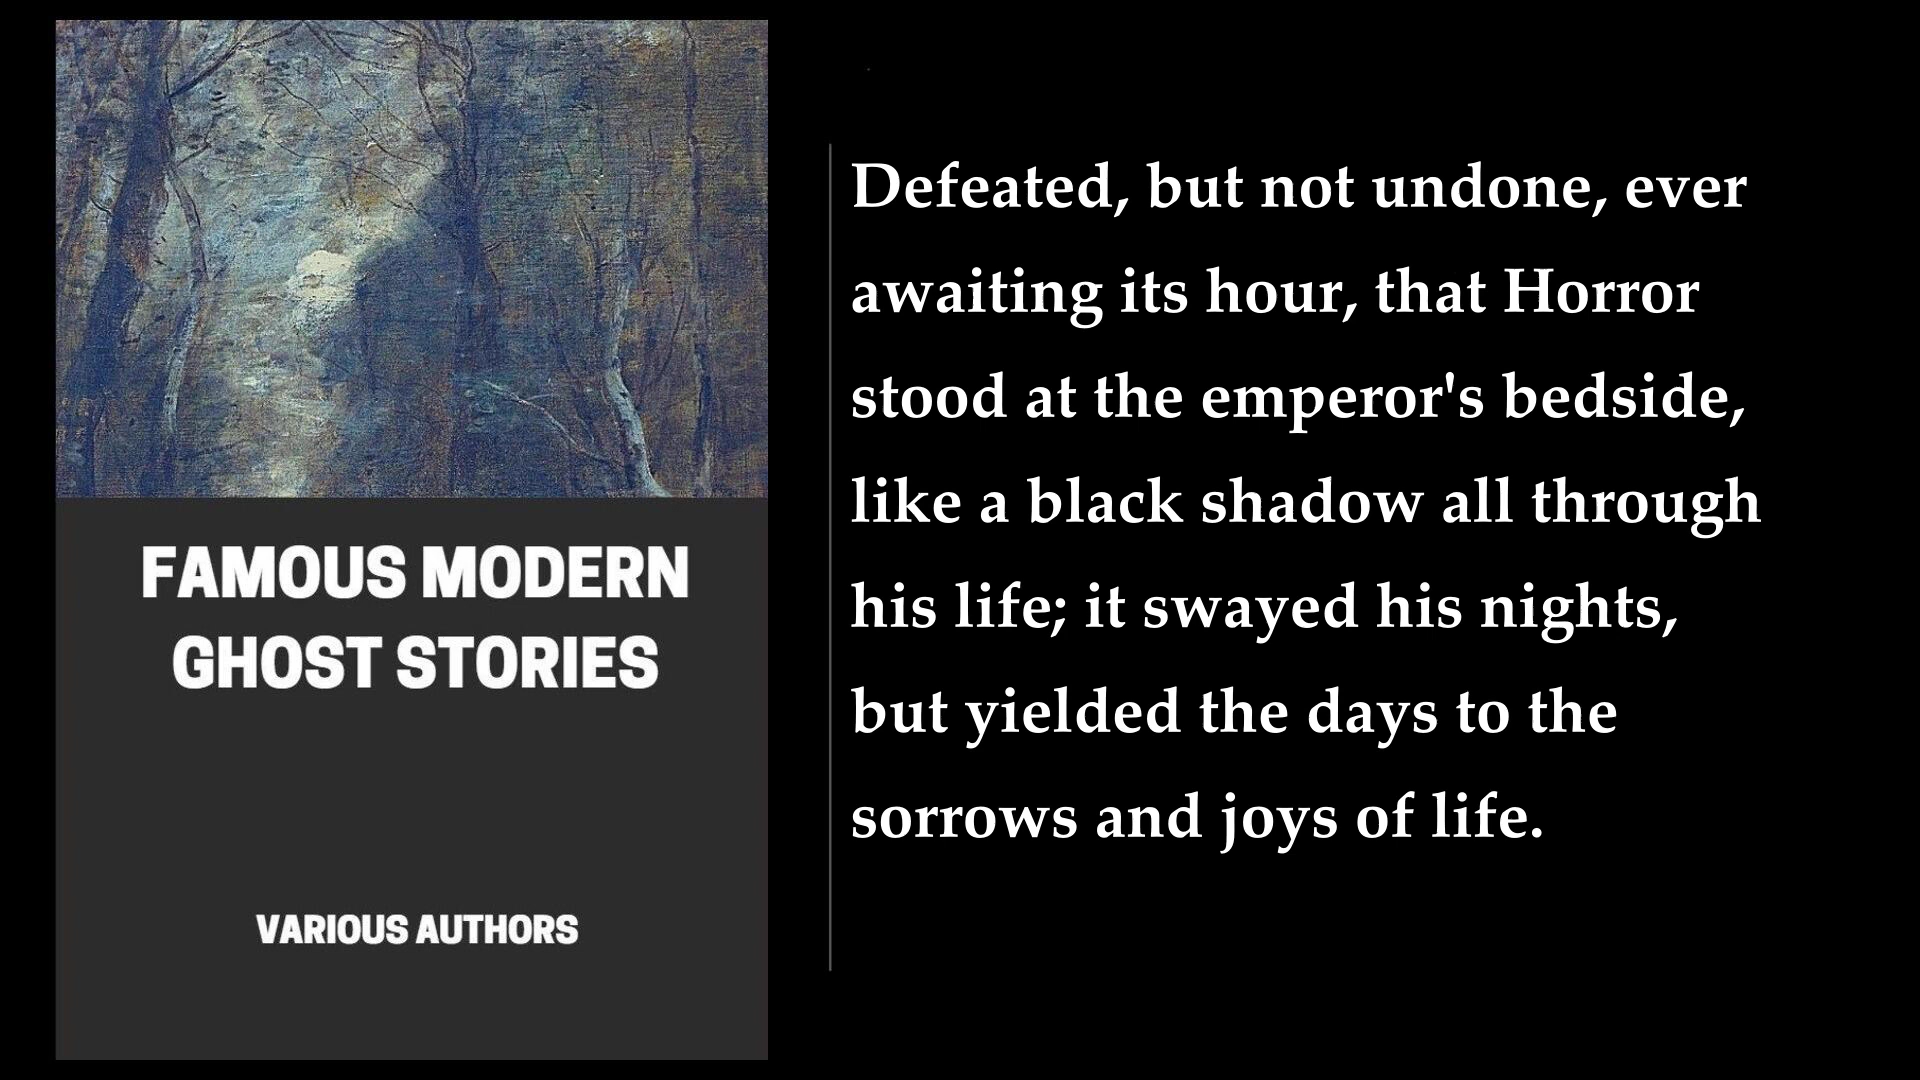 FAMOUS MODERN
GHOST STORIES
VARIOUS AUTHORS
Defeated, but not undone, ever
awaiting its hour, that Horror
stood at the emperor's bedside,
like a black shadow all through
his life; it swayed his nights,
but yielded the days to the
sorrows and joys of life.